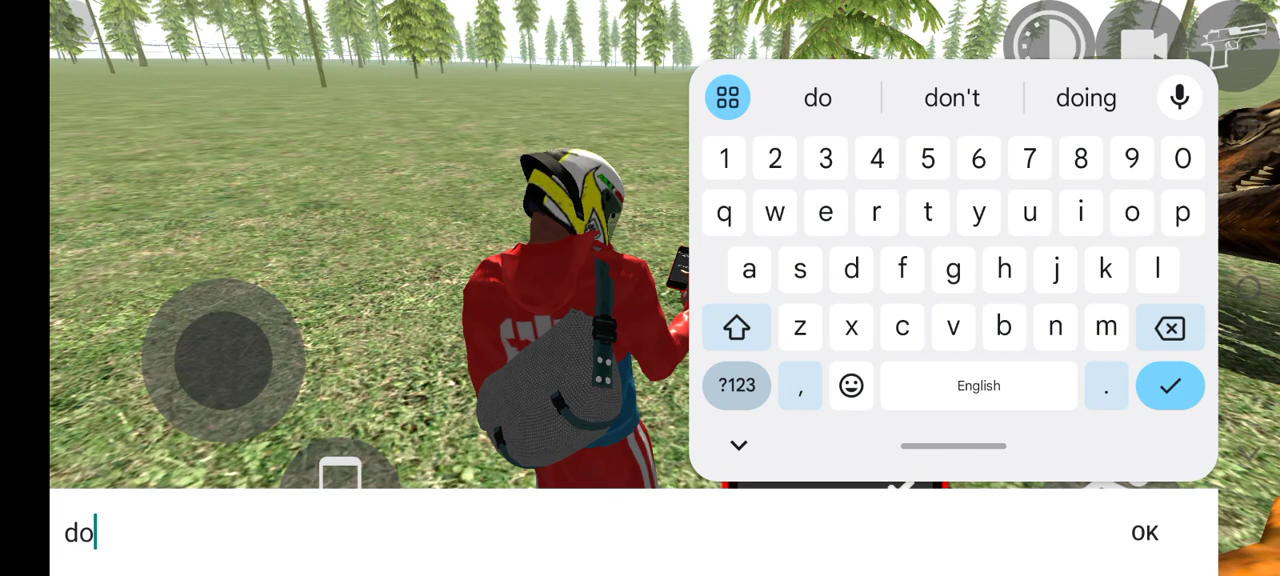 do don't doing
1 2 3 4 5 6 7 8 9 0
q w e r t y u i o p
a s d f g h j k l
z x c v b n m
?123 , English .
do OK